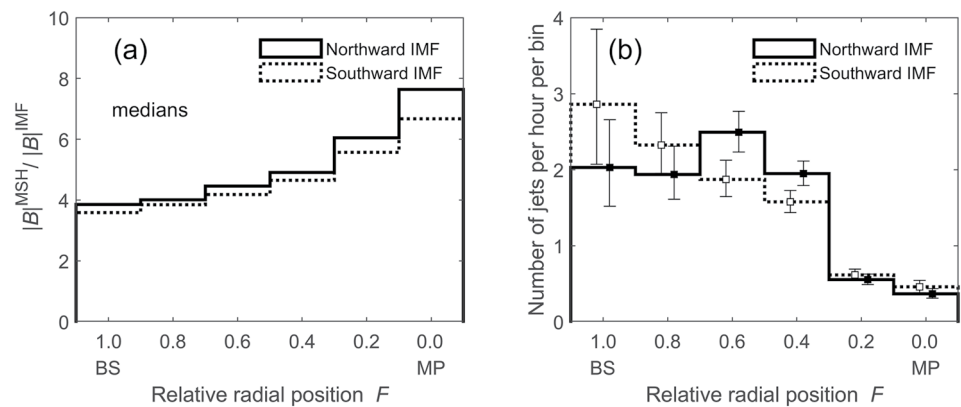 (a)
Northward IMF
Southward IMF
medians
|B|^MSH / |B|^IMF
10
8
6
4
2
0
1.0 0.8 0.6 0.4 0.2 0.0
BS MP
Relative radial position F
(b)
Northward IMF
Southward IMF
Number of jets per hour per bin
4
3
2
1
0
1.0 0.8 0.6 0.4 0.2 0.0
BS MP
Relative radial position F